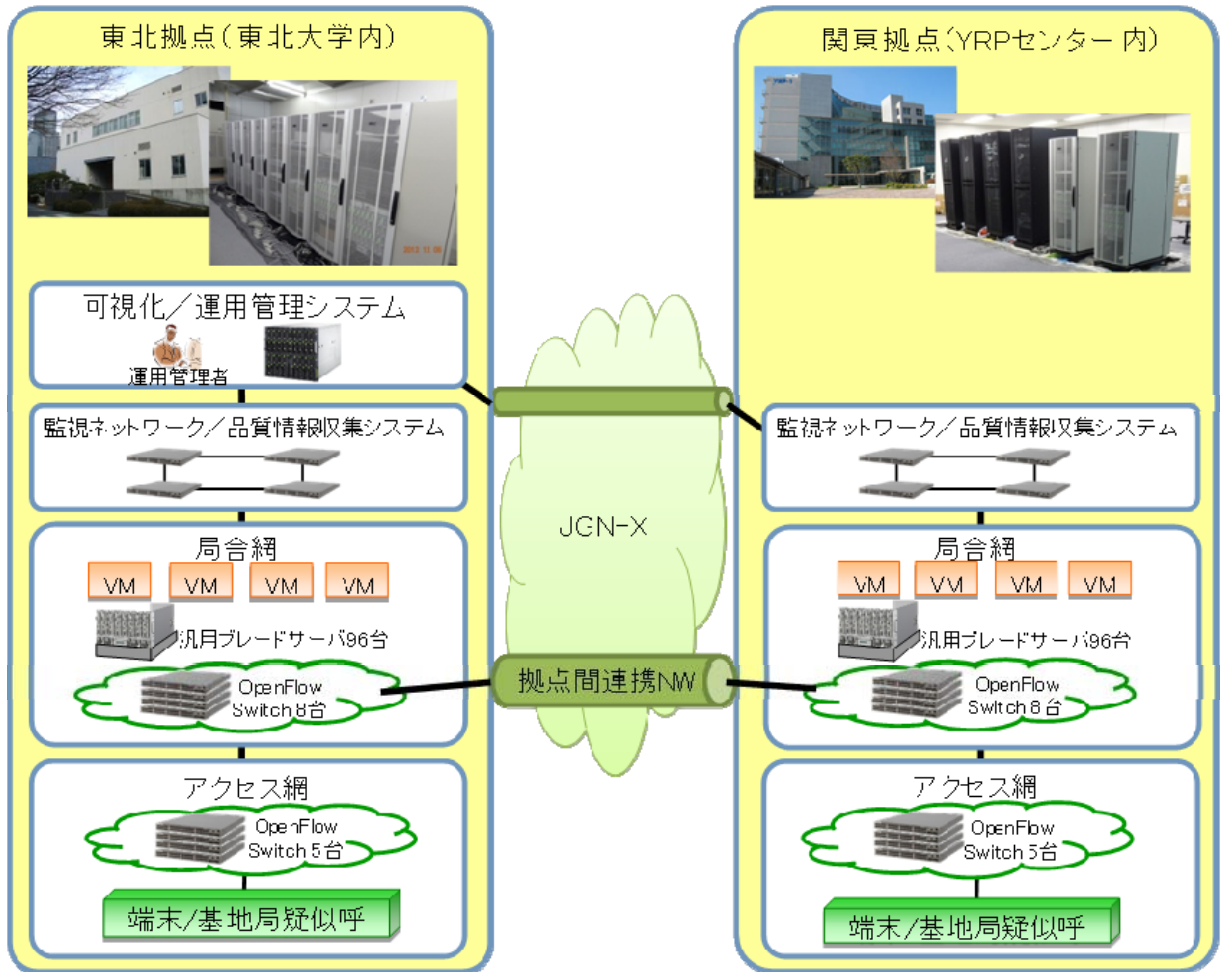 東北拠点(東北大学内)
2012 11 06
可視化／運用管理システム
運用管理者
監視ネットワーク／品質情報収集システム
局舎網
VM VM VM VM
汎用ブレードサーバ96台
OpenFlow
Switch 8台
アクセス網
OpenFlow
Switch 5台
端末/基地局疑似呼
JGN-X
拠点間連携NW
関東拠点(YRPセンター内)
監視ネットワーク／品質情報収集システム
局舎網
VM VM VM VM
汎用ブレードサーバ96台
OpenFlow
Switch 8台
アクセス網
OpenFlow
Switch 5台
端末/基地局疑似呼